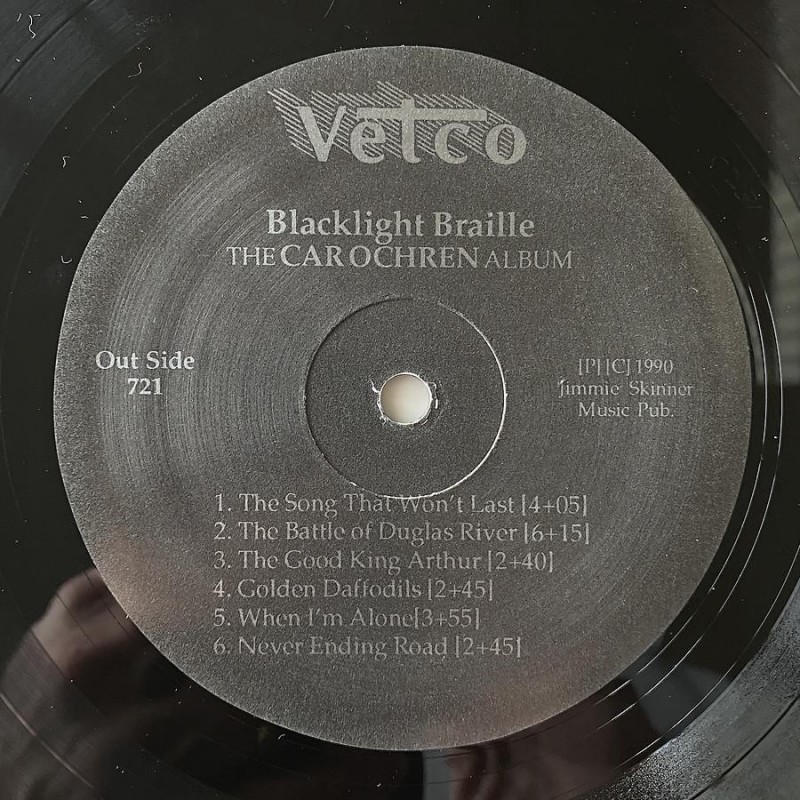 Vetco
Blacklight Braille
THE CAROCHREN ALBUM
Out Side
721
[P] [C] 1990
Jimmie Skinner
Music Pub.
1. The Song That Won't Last [4+05]
2. The Battle of Duglas River [6+15]
3. The Good King Arthur [2+40]
4. Golden Daffodils [2+45]
5. When I'm Alone[3+55]
6. Never Ending Road [2+45]